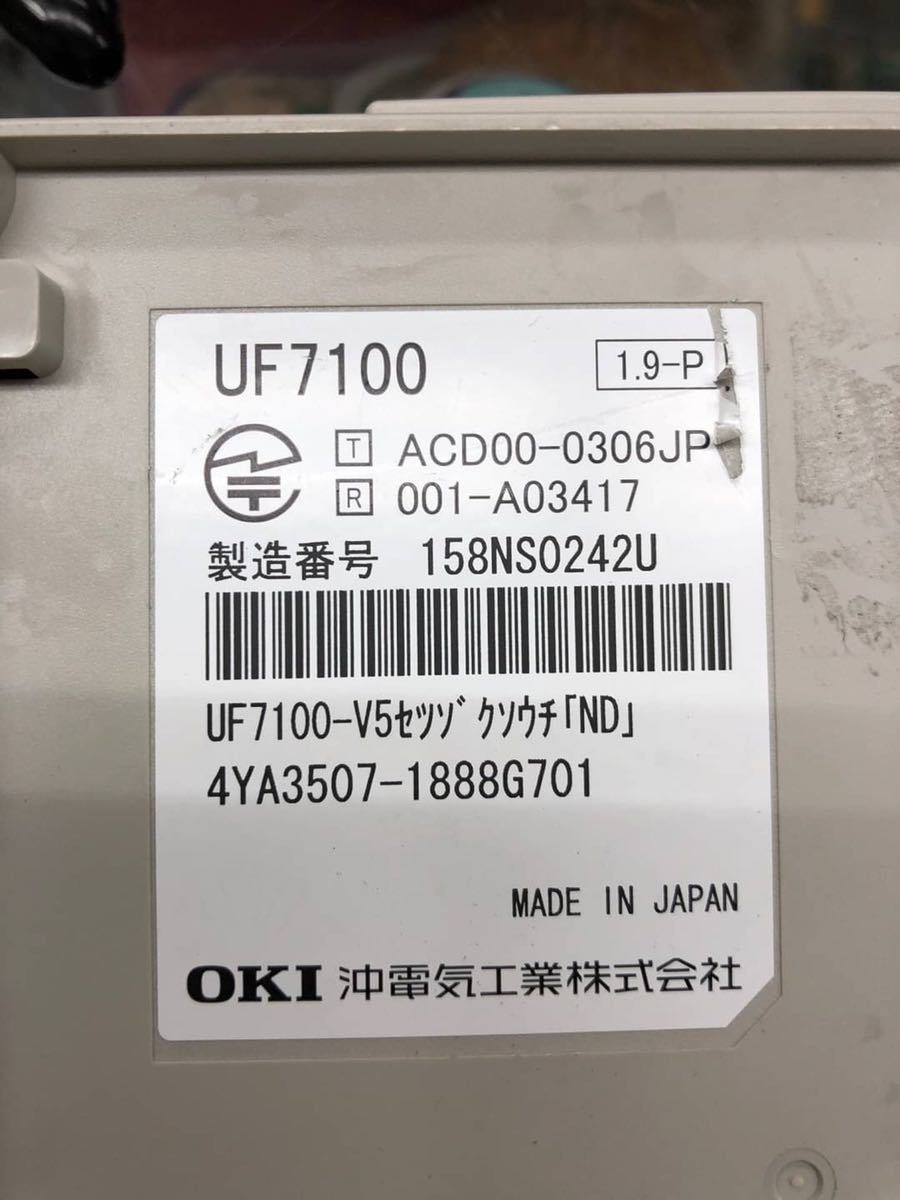 UF7100
1.9-P
T ACD00-0306JP
R 001-A03417
製造番号 158NS0242U
UF7100-V5ｾﾂｿﾞｸｿｳﾁ｢ND｣
4YA3507-1888G701
MADE IN JAPAN
OKI 沖電気工業株式会社